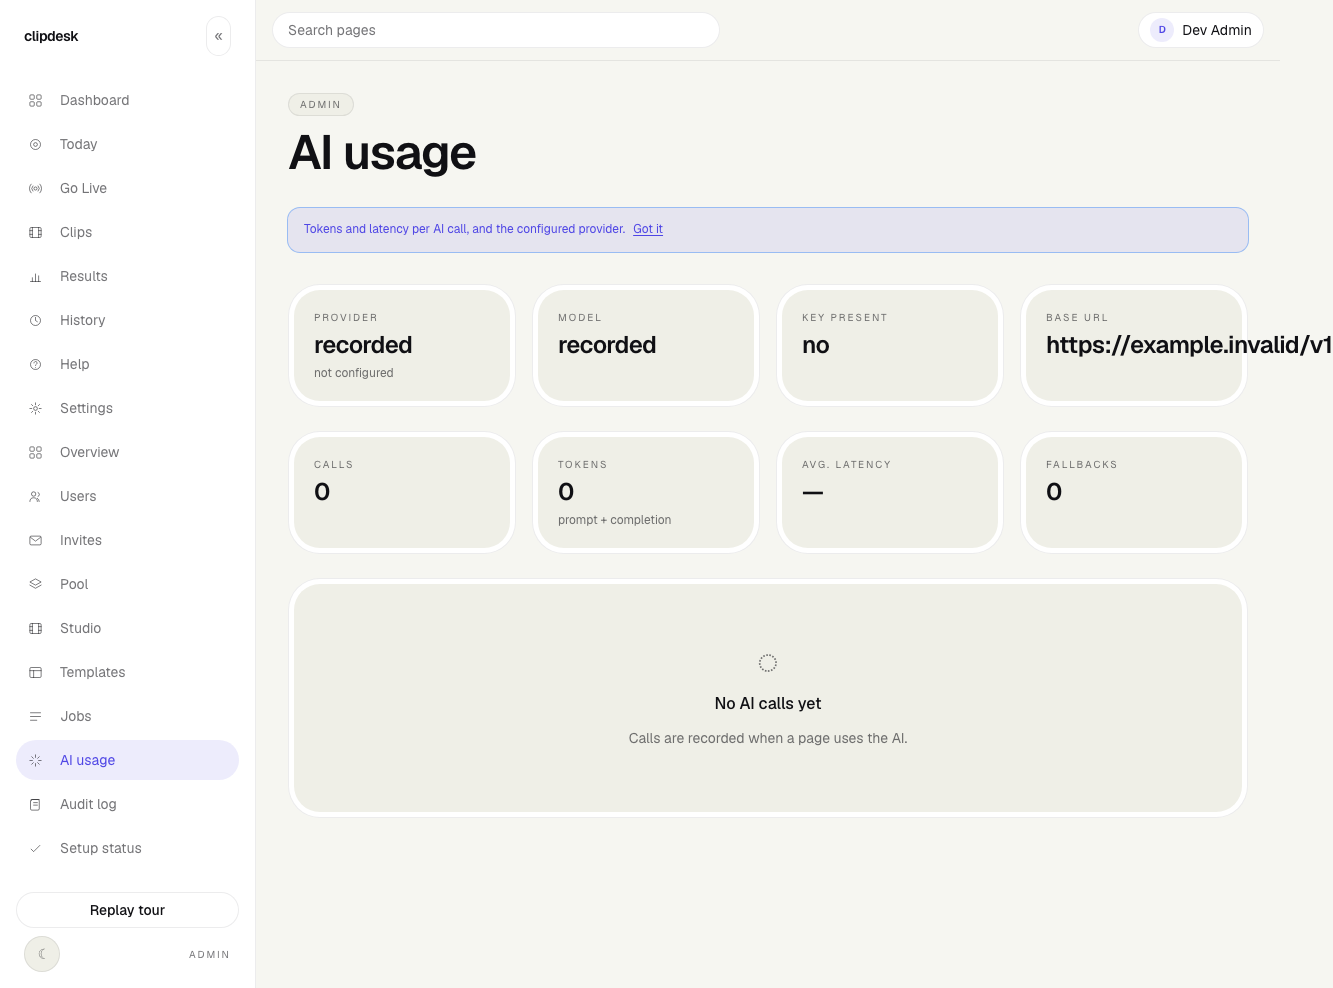 clipdesk
«
Search pages
D
Dev Admin
Dashboard
Today
Go Live
Clips
Results
History
Help
Settings
Overview
Users
Invites
Pool
Studio
Templates
Jobs
AI usage
Audit log
Setup status
Replay tour
ADMIN
ADMIN
AI usage
Tokens and latency per AI call, and the configured provider. Got it
PROVIDER
recorded
not configured
MODEL
recorded
KEY PRESENT
no
BASE URL
https://example.invalid/v1
CALLS
0
TOKENS
0
prompt + completion
AVG. LATENCY
—
FALLBACKS
0
No AI calls yet
Calls are recorded when a page uses the AI.